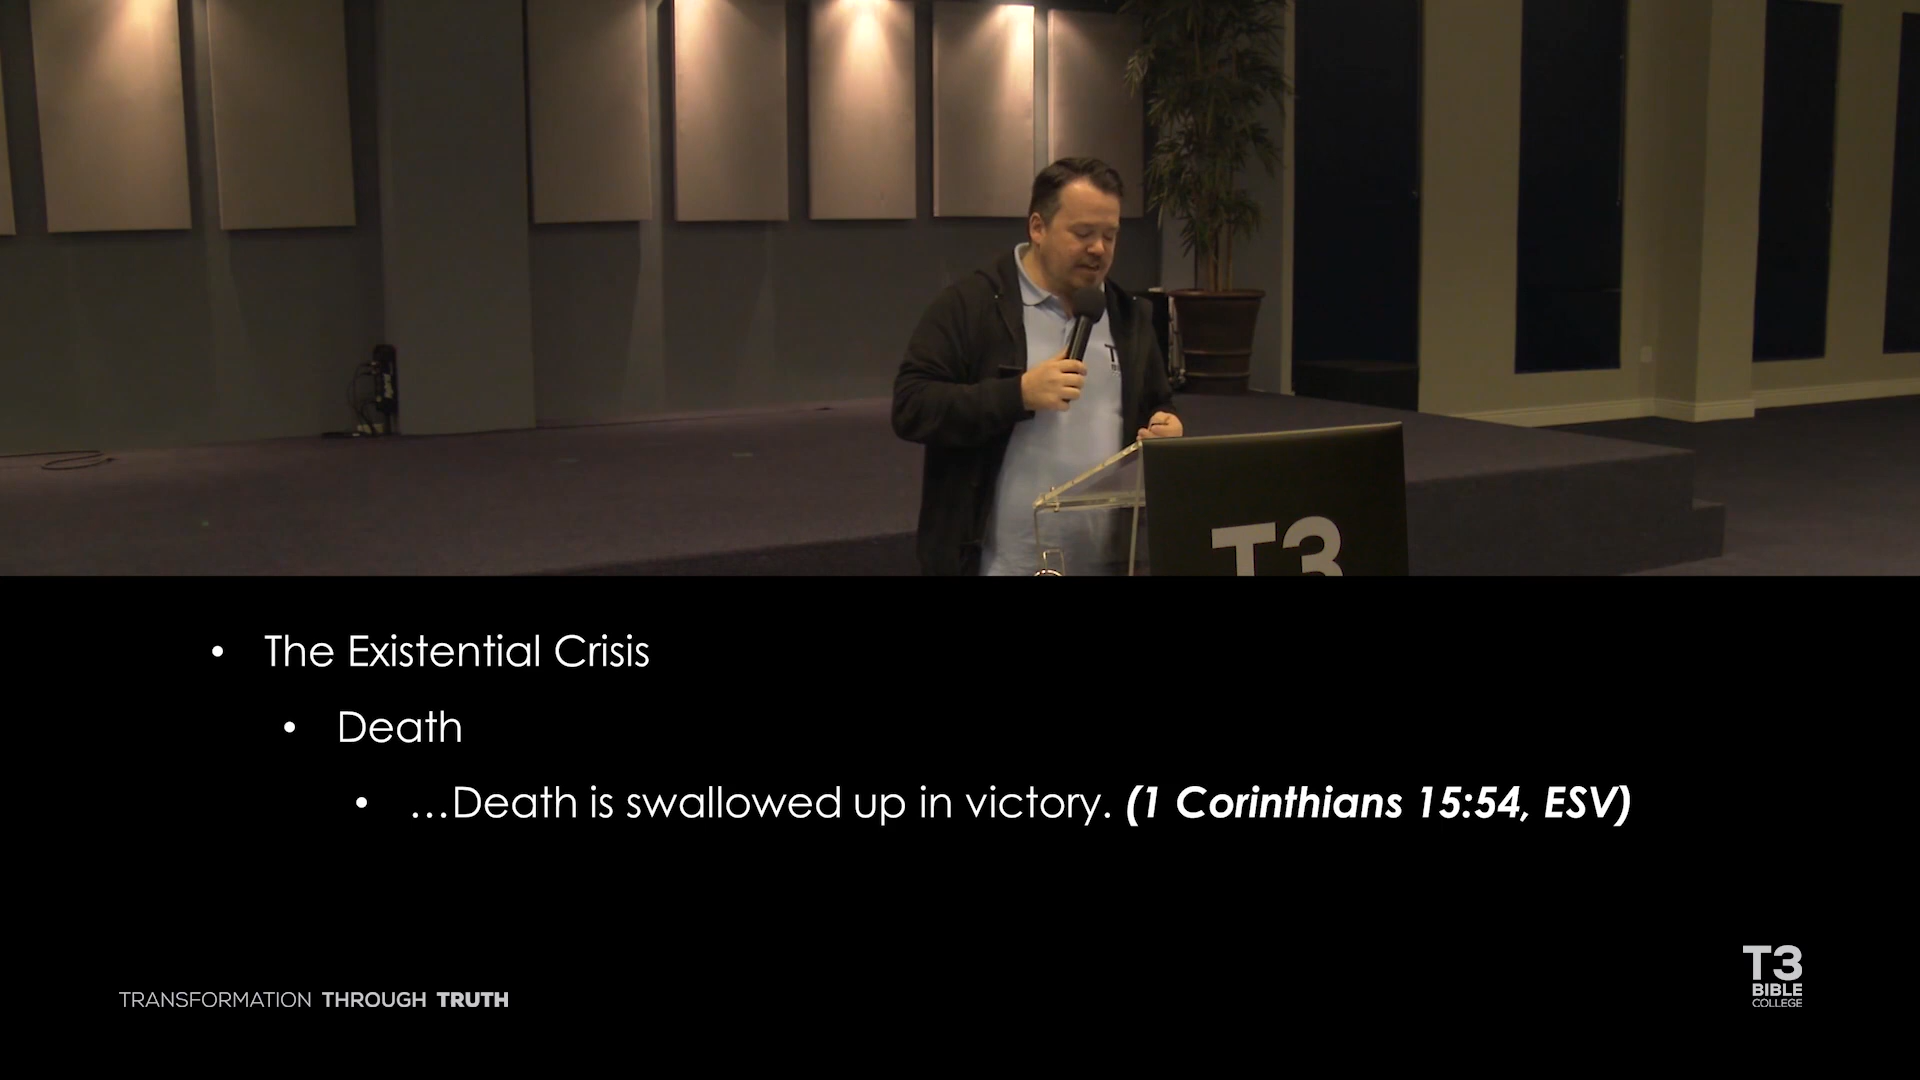 T3
• The Existential Crisis
• Death
• …Death is swallowed up in victory. (1 Corinthians 15:54, ESV)
TRANSFORMATION THROUGH TRUTH
T3
BIBLE
COLLEGE